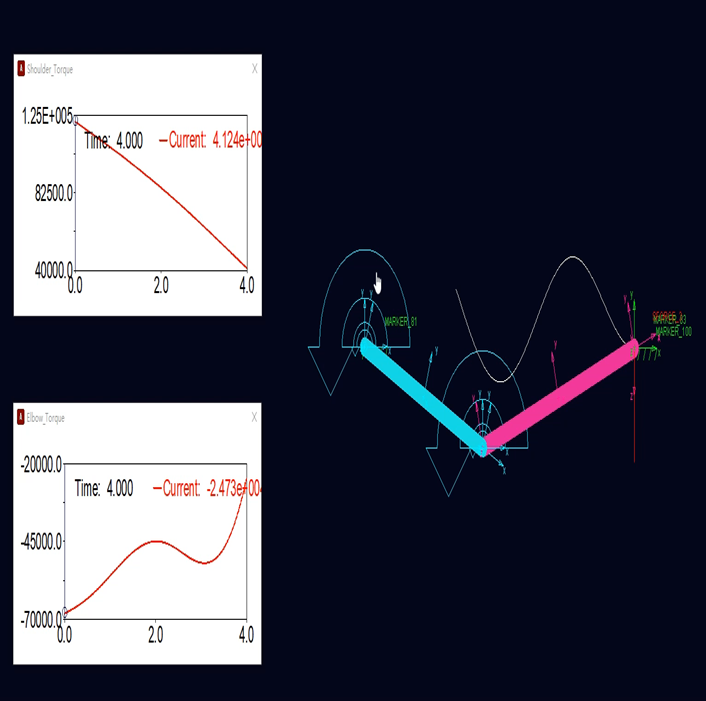 Shoulder_Torque X
1.25E+005
Time: 4.000 Current: 4.124e+00
82500.0
40000.0
0.0 2.0 4.0
MARKER_81
MARKER_83
MARKER_100
Elbow_Torque X
-20000.0
Time: 4.000 Current: -2.473e+00
-45000.0
-70000.0
0.0 2.0 4.0